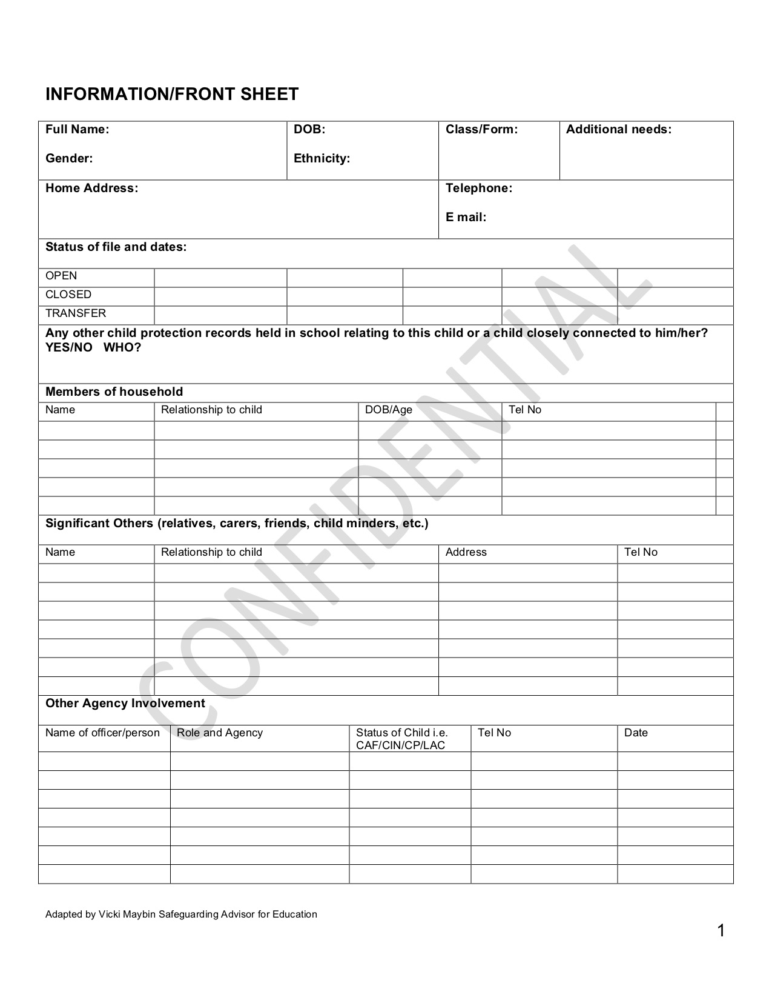 INFORMATION/FRONT SHEET
Full Name: DOB: Class/Form: Additional needs:
Gender: Ethnicity:
Home Address: Telephone:
E mail:
Status of file and dates:
OPEN
CLOSED
TRANSFER
Any other child protection records held in school relating to this child or a child closely connected to him/her?
YES/NO WHO?
Members of household
Name Relationship to child DOB/Age Tel No
Significant Others (relatives, carers, friends, child minders, etc.)
Name Relationship to child Address Tel No
Other Agency Involvement
Name of officer/person Role and Agency Status of Child i.e. Tel No Date
CAF/CIN/CP/LAC
CONFIDENTIAL
Adapted by Vicki Maybin Safeguarding Advisor for Education
1